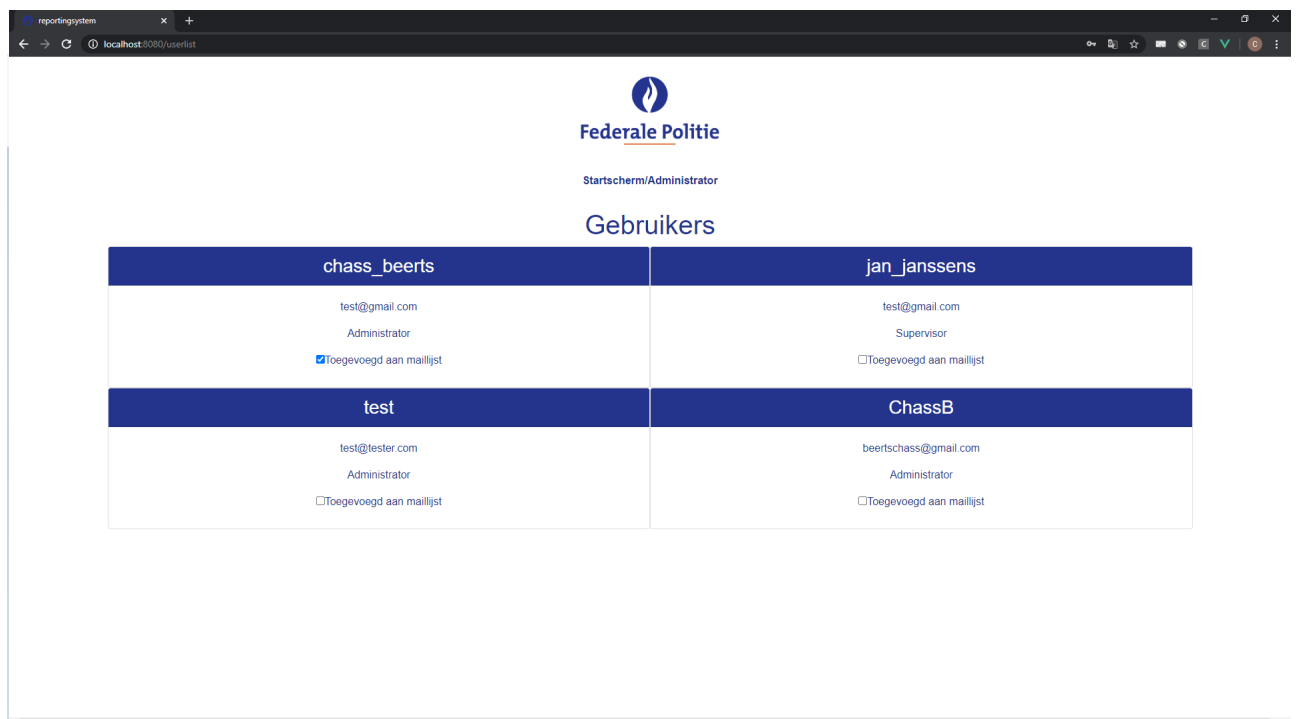 reportingsystem
localhost:8080/userlist
C
C
Federale Politie
Startscherm/Administrator
Gebruikers
chass_beerts
jan_janssens
test@gmail.com
test@gmail.com
Administrator
Supervisor
Toegevoegd aan maillijst
Toegevoegd aan maillijst
test
ChassB
test@tester.com
beertschass@gmail.com
Administrator
Administrator
Toegevoegd aan maillijst
Toegevoegd aan maillijst